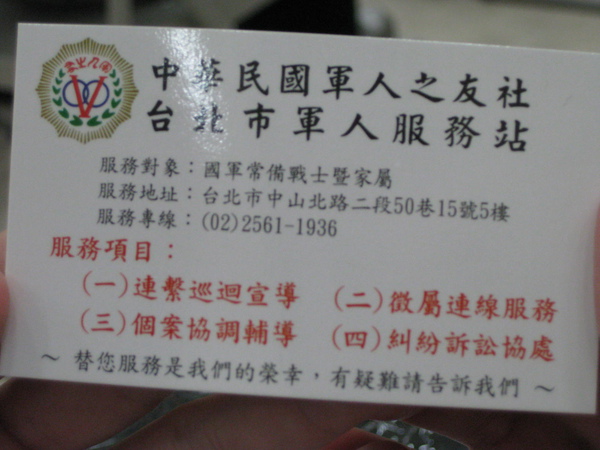 軍人之友
中華民國軍人之友社
台北市軍人服務站
服務對象：國軍常備戰士暨家屬
服務地址：台北市中山北路二段50巷15號5樓
服務專線：(02)2561-1936
服務項目：
(一)連繫巡迴宣導 (二)徵屬連線服務
(三)個案協調輔導 (四)糾紛訴訟協處
～ 替您服務是我們的榮幸，有疑難請告訴我們 ～